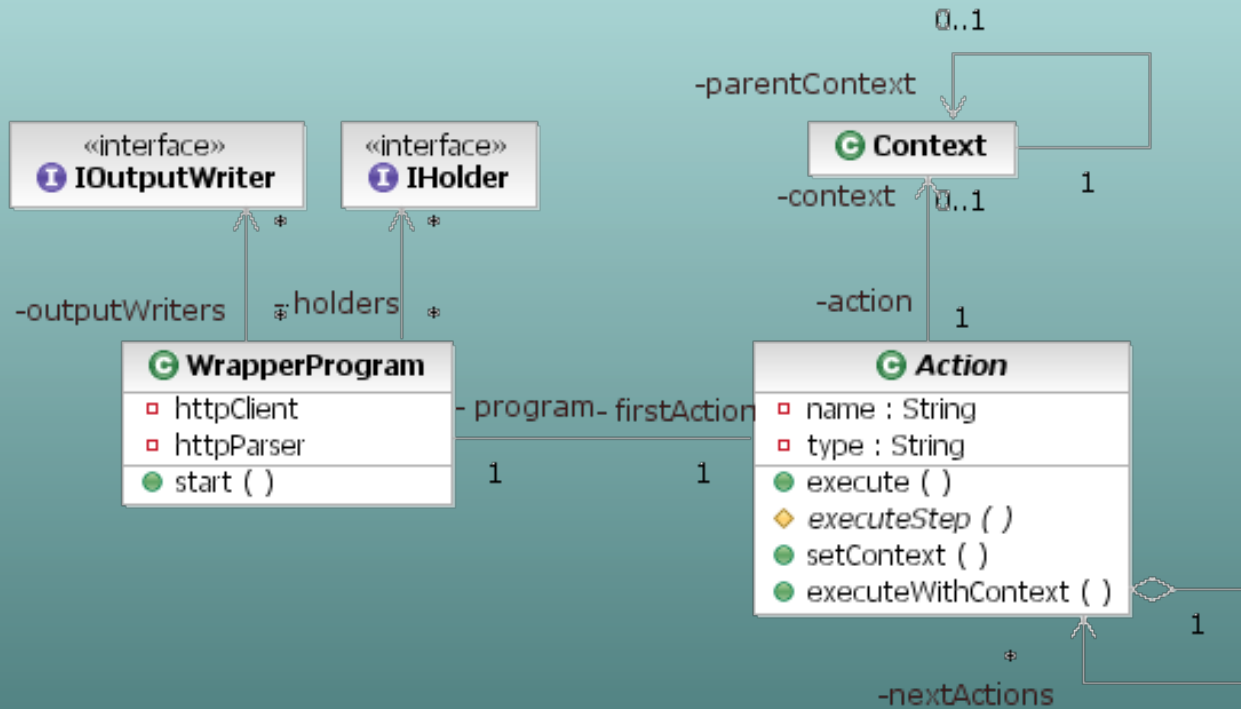 0..1
-parentContext
«interface»
I IOutputWriter
«interface»
I IHolder
C Context
1
-context
0..1
*
*
-outputWriters
*
- holders
*
-action
1
C WrapperProgram
httpClient
httpParser
start ( )
- program
- firstAction
1
1
C Action
name : String
type : String
execute ( )
executeStep ( )
setContext ( )
executeWithContext ( )
1
*
-nextActions